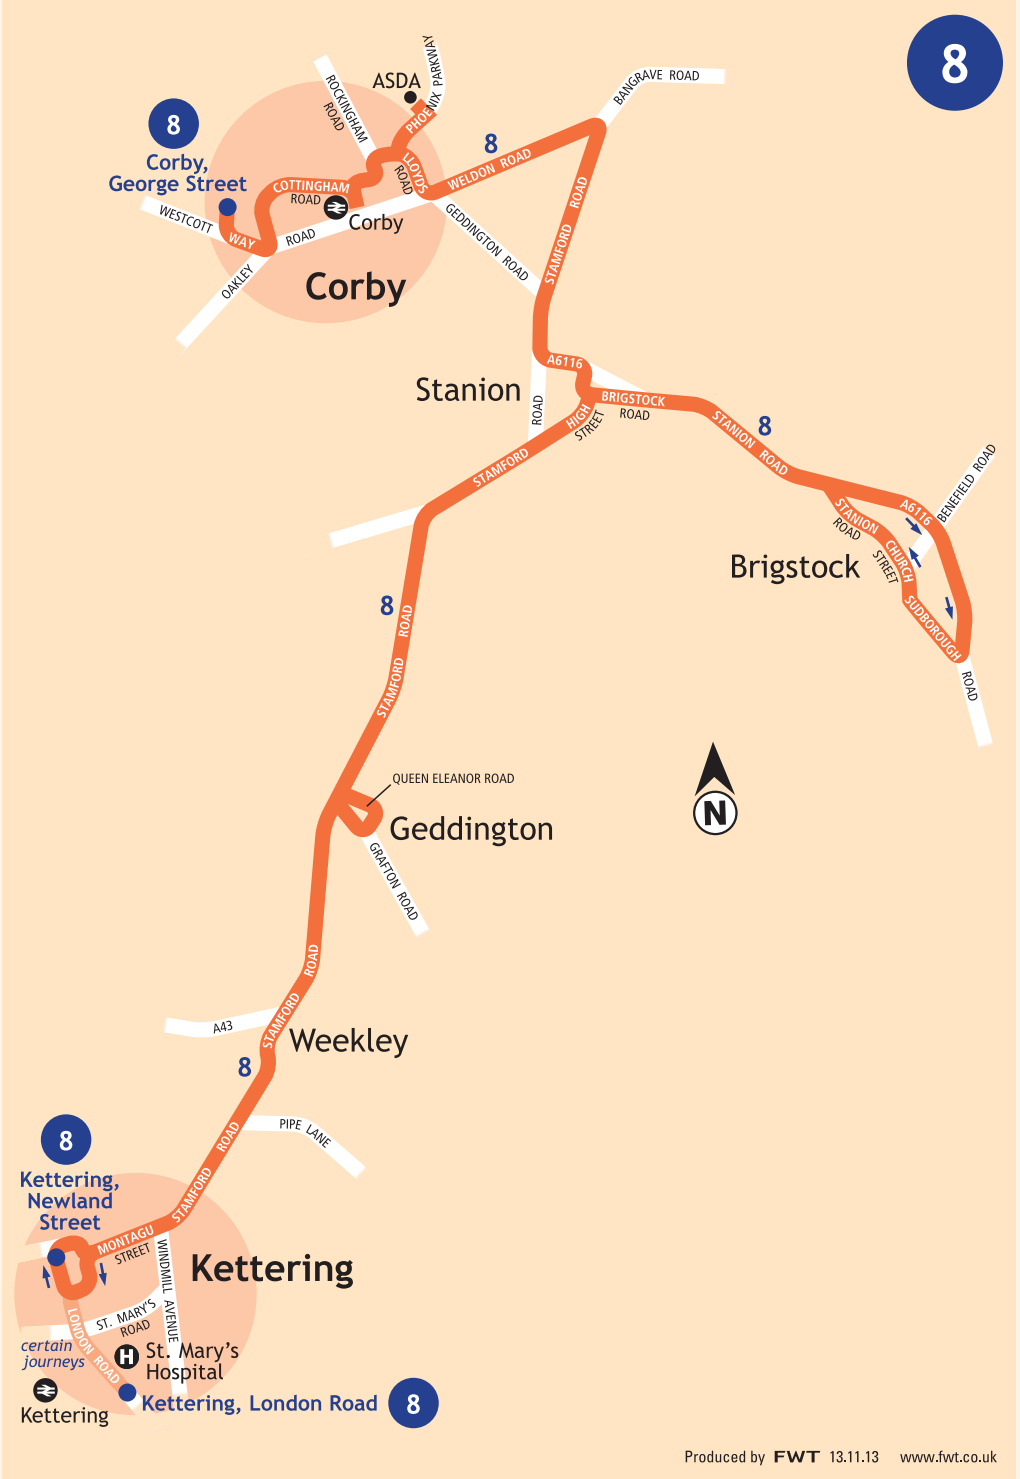 8
PHOENIX PARKWAY
ASDA
ROCKINGHAM
ROAD
BANGRAVE ROAD
8
Corby,
George Street
8
WELDON ROAD
LLOYDS
ROAD
COTTINGHAM
ROAD
Corby
WESTCOTT
WAY
ROAD
OAKLEY
GEDDINGTON ROAD
STAMFORD ROAD
Corby
A6116
Stanion
ROAD
HIGH
STREET
BRIGSTOCK
ROAD
8
STANION ROAD
STAMFORD
A6116
BENEFIELD ROAD
STANION
ROAD
CHURCH
STREET
Brigstock
SUDBOROUGH
ROAD
8
STAMFORD ROAD
QUEEN ELEANOR ROAD
Geddington
GRAFTON ROAD
N
STAMFORD ROAD
A43
Weekley
8
PIPE LANE
STAMFORD ROAD
8
Kettering,
Newland
Street
MONTAGU
STREET
WINDMILL AVENUE
Kettering
LONDON ROAD
ST. MARY'S
ROAD
certain
journeys
H
St. Mary's
Hospital
Kettering
Kettering, London Road
8
Produced by FWT 13.11.13 www.fwt.co.uk